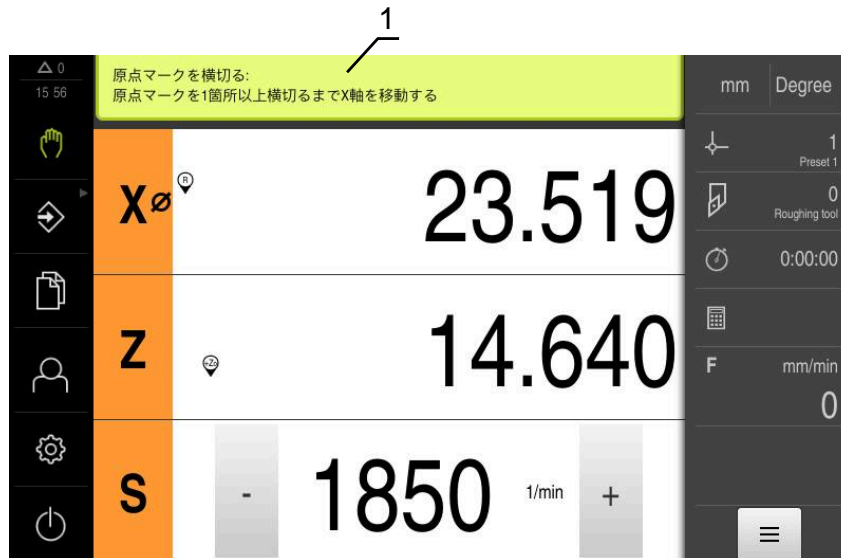 1
△ 0
15 56
原点マークを横切る:
原点マークを1箇所以上横切るまでX軸を移動する
mm Degree
X⌀ R 23.519
1
Preset 1
0
Roughing tool
0:00:00
Z +Zo 14.640
F mm/min
0
S - 1850 1/min +